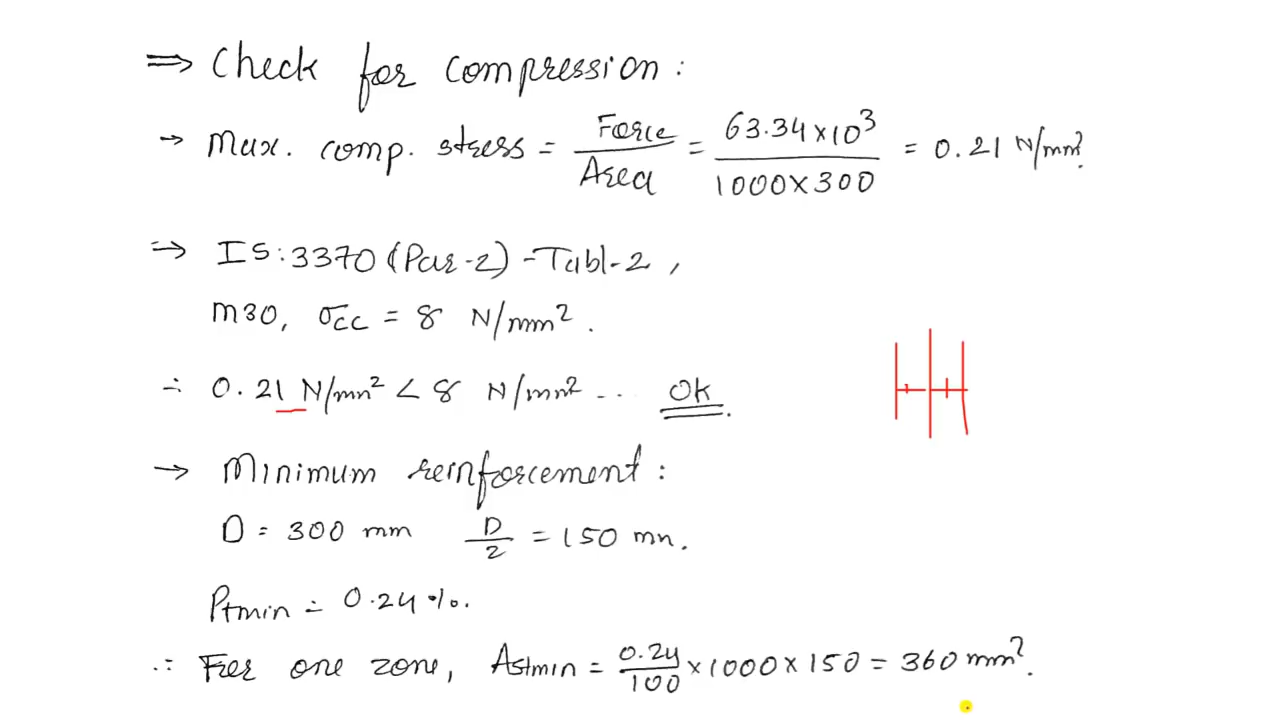 ⇒ Check for compression :
→ Max. comp. stress = Force/Area = 63.34×10³/1000×300 = 0.21 N/mm².
⇒ IS:3370 (Par-2) - Tabl-2,
M30, σcc = 8 N/mm².
∴ 0.21 N/mm² < 8 N/mm² ... OK.
→ Minimum reinforcement :
D = 300 mm D/2 = 150 mm.
Ptmin = 0.24 %.
∴ For one zone, Astmin = 0.24/100 × 1000 × 150 = 360 mm².